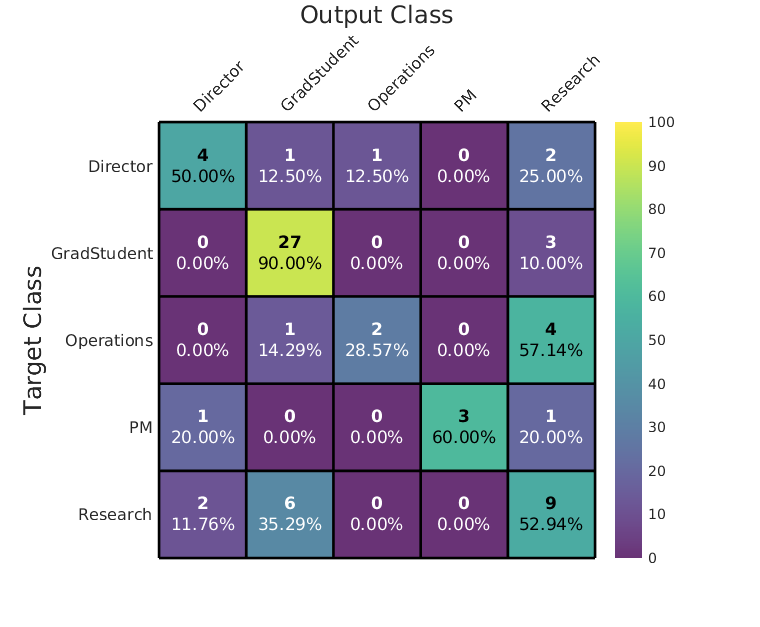 Output Class
Director GradStudent Operations PM Research
100
Director 4 1 1 0 2
50.00% 12.50% 12.50% 0.00% 25.00%
90
80
GradStudent 0 27 0 0 3
0.00% 90.00% 0.00% 0.00% 10.00%
70
60
Target Class
Operations 0 1 2 0 4
0.00% 14.29% 28.57% 0.00% 57.14%
50
40
30
PM 1 0 0 3 1
20.00% 0.00% 0.00% 60.00% 20.00%
20
10
Research 2 6 0 0 9
11.76% 35.29% 0.00% 0.00% 52.94%
0